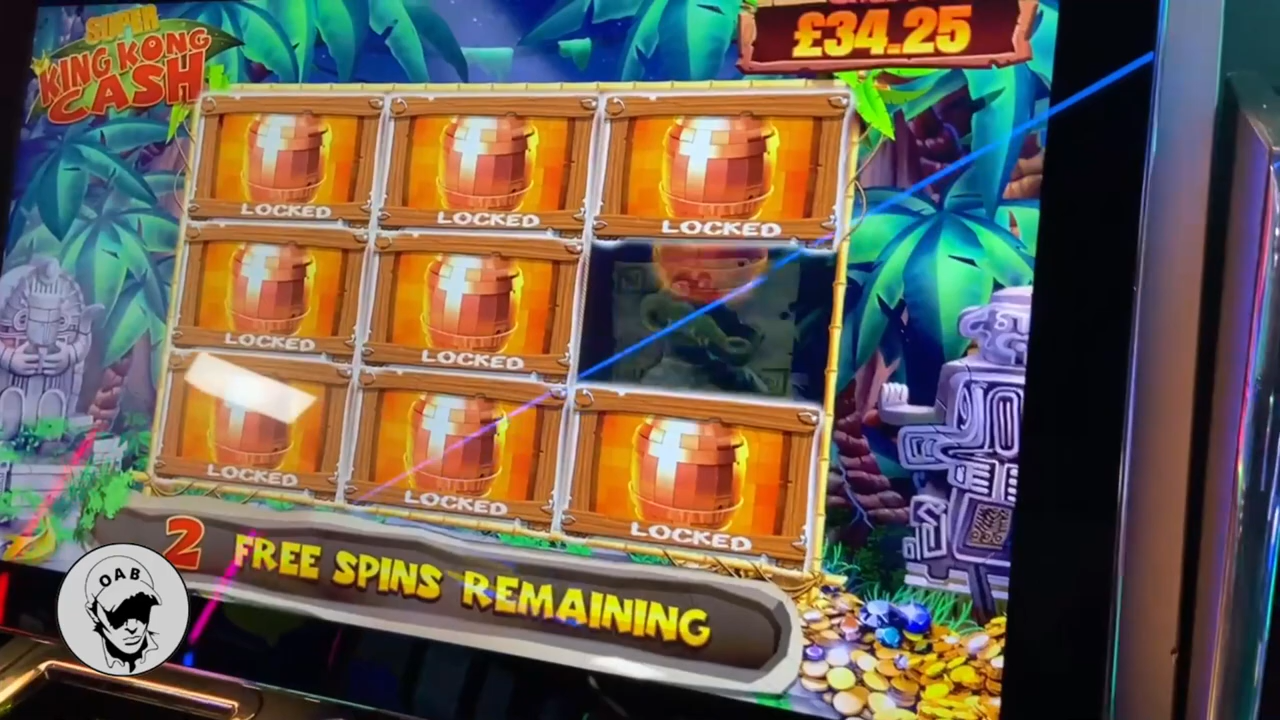 SUPER
KING KONG
CASH
£34.25
LOCKED
LOCKED
LOCKED
LOCKED
LOCKED
LOCKED
LOCKED
LOCKED
2 FREE SPINS REMAINING
OAB